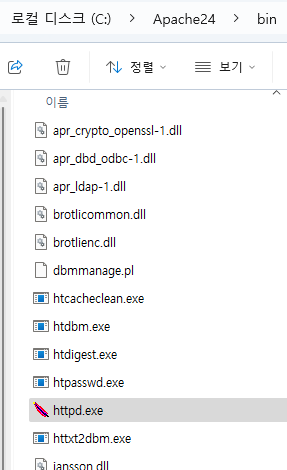 로컬 디스크 (C:) > Apache24 > bin
정렬 보기
이름
apr_crypto_openssl-1.dll
apr_dbd_odbc-1.dll
apr_ldap-1.dll
brotlicommon.dll
brotlienc.dll
dbmmanage.pl
htcacheclean.exe
htdbm.exe
htdigest.exe
htpasswd.exe
httpd.exe
httxt2dbm.exe
jansson.dll